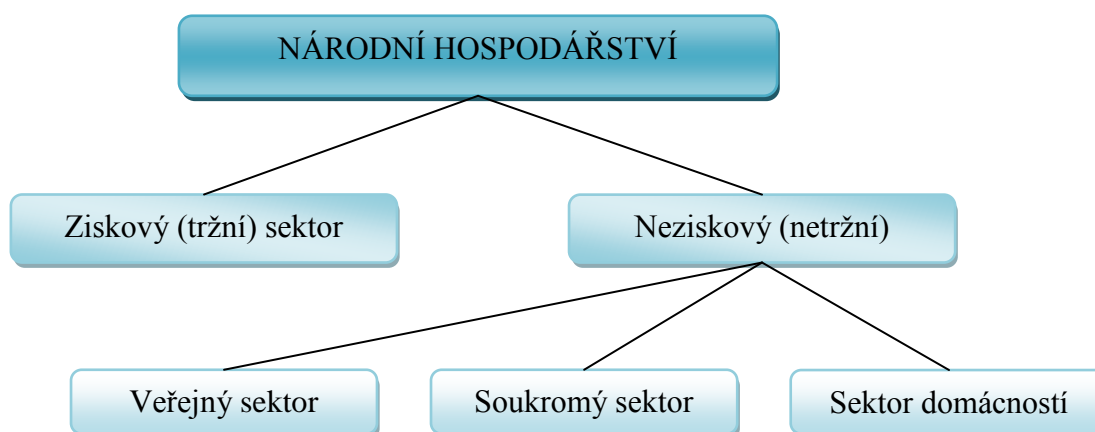 NÁRODNÍ HOSPODÁŘSTVÍ
Ziskový (tržní) sektor
Neziskový (netržní)
Veřejný sektor
Soukromý sektor
Sektor domácností